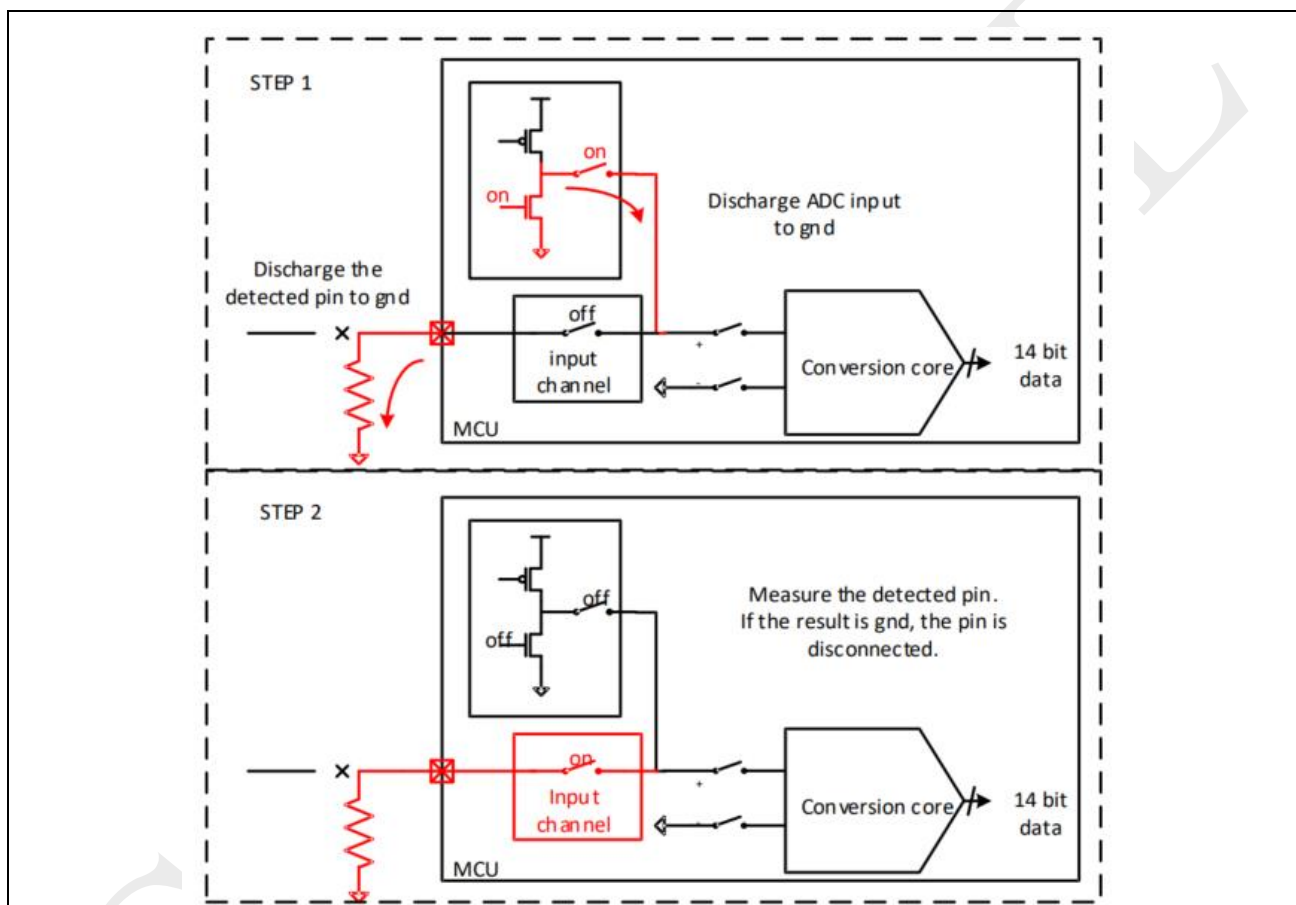 STEP 1
on
on
Discharge ADC input
to gnd
Discharge the
detected pin to gnd
off
input
channel
+
-
Conversion core
14 bit
data
MCU
STEP 2
off
off
Measure the detected pin.
If the result is gnd, the pin is
disconnected.
on
Input
channel
+
-
Conversion core
14 bit
data
MCU